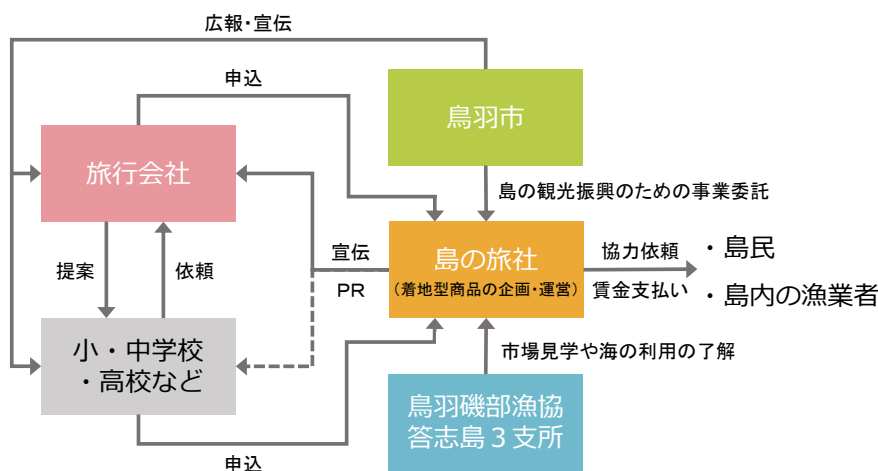 広報・宣伝
申込
鳥羽市
旅行会社
島の観光振興のための事業委託
提案
依頼
宣伝
PR
島の旅社
(着地型商品の企画・運営)
協力依頼
賃金支払い
・島民
・島内の漁業者
小・中学校
・高校など
市場見学や海の利用の了解
鳥羽磯部漁協
答志島3支所
申込